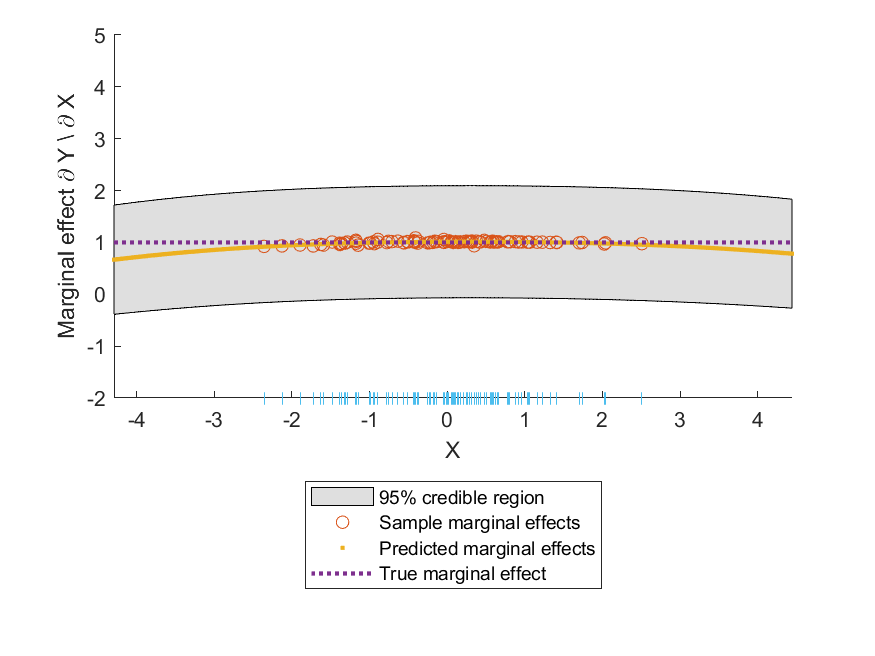 5
4
3
2
1
0
-1
-2
Marginal effect ∂ Y \ ∂ X
-4 -3 -2 -1 0 1 2 3 4
X
95% credible region
Sample marginal effects
Predicted marginal effects
True marginal effect